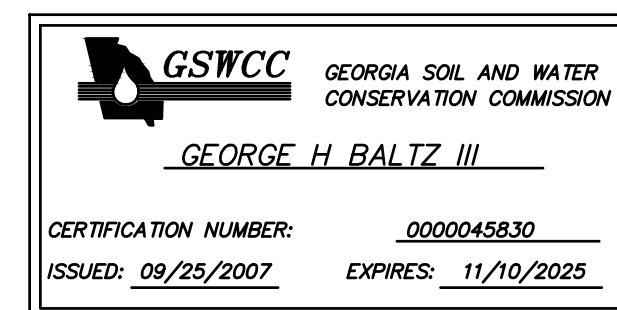 GSWCC
GEORGIA SOIL AND WATER
CONSERVATION COMMISSION
GEORGE H BALTZ III
CERTIFICATION NUMBER: 0000045830
ISSUED: 09/25/2007 EXPIRES: 11/10/2025